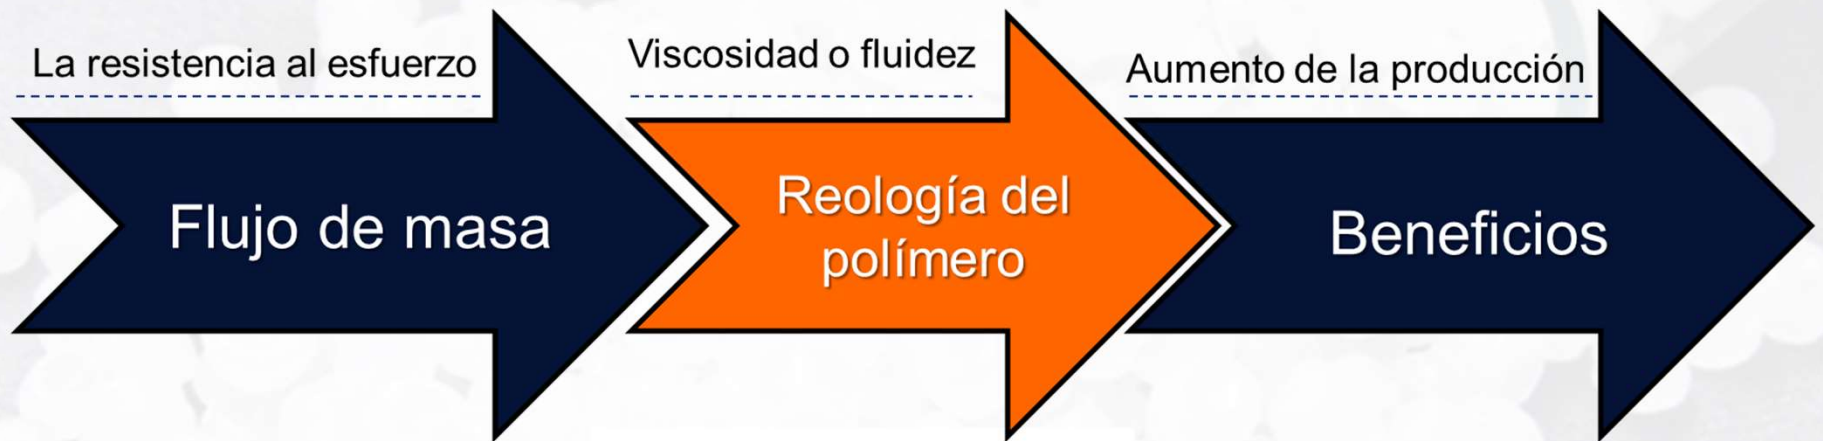 La resistencia al esfuerzo
Viscosidad o fluidez
Aumento de la producción
Flujo de masa
Reología del
polímero
Beneficios